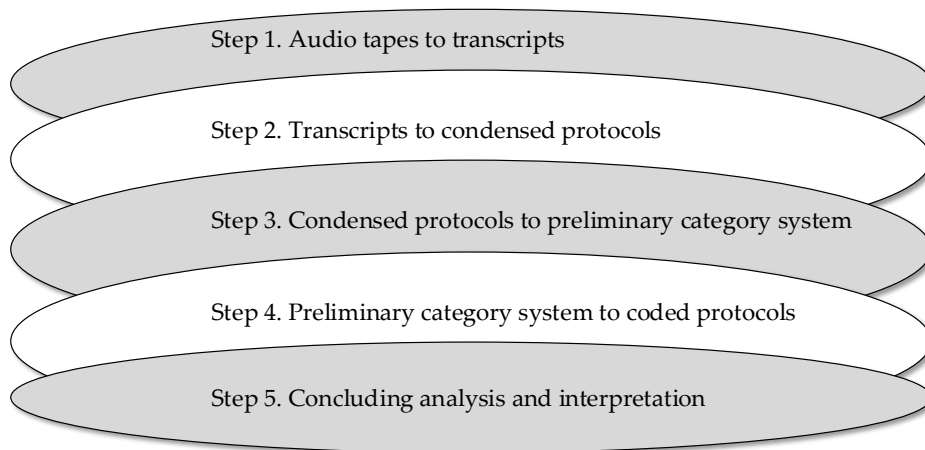 Step 1. Audio tapes to transcripts
Step 2. Transcripts to condensed protocols
Step 3. Condensed protocols to preliminary category system
Step 4. Preliminary category system to coded protocols
Step 5. Concluding analysis and interpretation